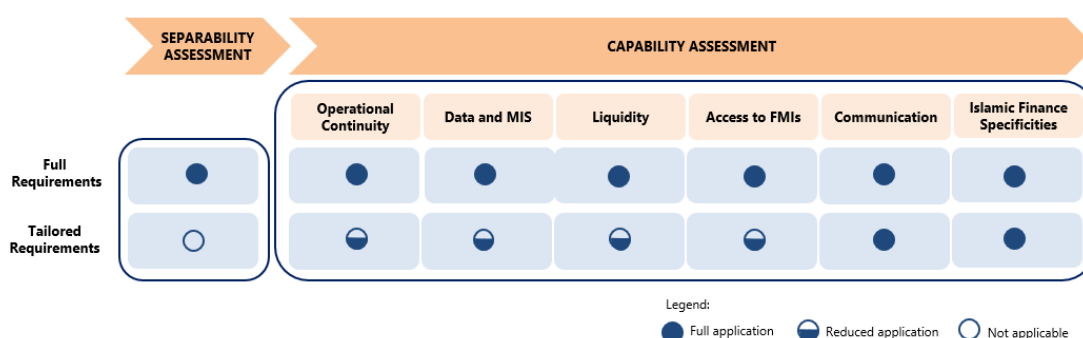 SEPARABILITY
ASSESSMENT
CAPABILITY ASSESSMENT
Operational
Continuity
Data and MIS
Liquidity
Access to FMIs
Communication
Islamic Finance
Specificities
Full
Requirements
Tailored
Requirements
Legend:
Full application
Reduced application
Not applicable